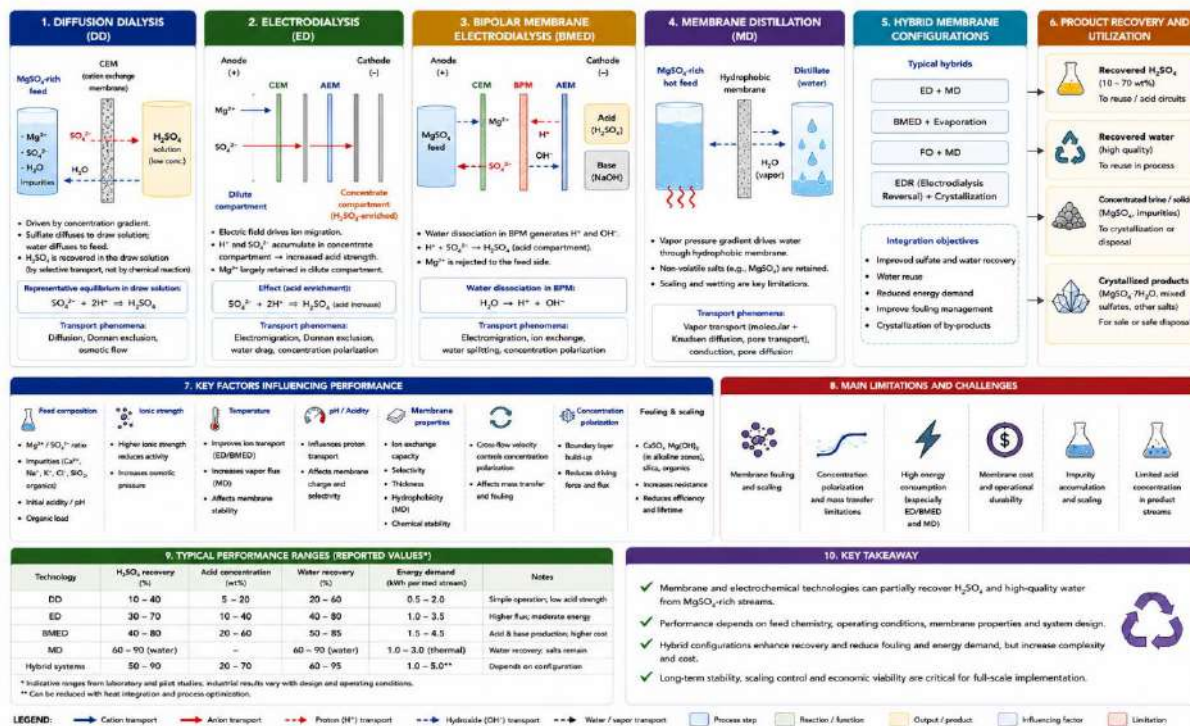 1. DIFFUSION DIALYSIS
(DD)
MgSO₄-rich
feed
CEM
(cation exchange
membrane)
- Mg²⁺
- SO₄²⁻
- H₂O
Impurities
SO₄²⁻
H₂O
H₂SO₄
solution
(low conc.)
• Driven by concentration gradient.
• Sulfate diffuses to draw solution;
water diffuses to feed.
• H₂SO₄ is recovered in the draw solution
(by selective transport, not by chemical reaction).
Representative equilibrium in draw solution:
SO₄²⁻ + 2H⁺ ⇌ H₂SO₄
Transport phenomena:
Diffusion, Donnan exclusion,
osmotic flow
2. ELECTRODIALYSIS
(ED)
Anode
(+)
Cathode
(–)
CEM
AEM
Mg²⁺
SO₄²⁻
Dilute
compartment
Concentrate
compartment
(H₂SO₄-enriched)
• Electric field drives ion migration.
• H⁺ and SO₄²⁻ accumulate in concentrate
compartment → increased acid strength.
• Mg²⁺ largely retained in dilute compartment.
Effect (acid enrichment):
SO₄²⁻ + 2H⁺ ⇌ H₂SO₄ (acid increase)
Transport phenomena:
Electromigration, Donnan exclusion,
water drag, concentration polarization
3. BIPOLAR MEMBRANE
ELECTRODIALYSIS (BMED)
Anode
(+)
Cathode
(–)
CEM
BPM
AEM
MgSO₄
feed
Mg²⁺
H⁺
OH⁻
SO₄²⁻
Acid
(H₂SO₄)
Base
(NaOH)
• Water dissociation in BPM generates H⁺ and OH⁻.
• H⁺ + SO₄²⁻ → H₂SO₄ (acid compartment).
• Mg²⁺ is rejected to the feed side.
Water dissociation in BPM:
H₂O → H⁺ + OH⁻
Transport phenomena:
Electromigration, ion exchange,
water splitting, concentration polarization
4. MEMBRANE DISTILLATION
(MD)
MgSO₄-rich
hot feed
Hydrophobic
membrane
Distillate
(water)
H₂O
(vapor)
• Vapor pressure gradient drives water
through hydrophobic membrane.
• Non-volatile salts (e.g., MgSO₄) are retained.
• Scaling and wetting are key limitations.
Transport phenomena:
Vapor transport (molecular +
Knudsen diffusion, pore transport),
conduction, pore diffusion
5. HYBRID MEMBRANE
CONFIGURATIONS
Typical hybrids
ED + MD
BMED + Evaporation
FO + MD
EDR (Electrodialysis
Reversal) + Crystallization
Integration objectives
• Improved sulfate and water recovery
• Water reuse
• Reduced energy demand
• Improve fouling management
• Crystallization of by-products
6. PRODUCT RECOVERY AND
UTILIZATION
Recovered H₂SO₄
(10 – 70 wt%)
To reuse / acid circuits
Recovered water
(high quality)
To reuse in process
Concentrated brine / solid
(MgSO₄, impurities)
To crystallization or
disposal
Crystallized products
(MgSO₄·7H₂O, mixed
sulfates, other salts)
For sale or safe disposal
7. KEY FACTORS INFLUENCING PERFORMANCE
Feed composition
• Mg²⁺ / SO₄²⁻ ratio
• Impurities (Ca²⁺,
Na⁺, K⁺, Cl⁻, SiO₂,
organics)
• Initial acidity / pH
• Organic load
Ionic strength
• Higher ionic strength
reduces activity
• Increases osmotic
pressure
Temperature
• Improves ion transport
(ED/BMED)
• Increases vapor flux
(MD)
• Affects membrane
stability
pH / Acidity
• Influences proton
transport
• Affects membrane
charge and
selectivity
Membrane
properties
• Ion exchange
capacity
• Selectivity
• Thickness
• Hydrophobicity
(MD)
• Chemical stability
• Cross-flow velocity
controls concentration
polarization
• Affects mass transfer
and fouling
Concentration
polarization
• Boundary layer
build-up
• Reduces driving
force and flux
Fouling & scaling
• CaSO₄, Mg(OH)₂
(in alkaline zones),
silica, organics
• Increases resistance
• Reduces efficiency
and lifetime
8. MAIN LIMITATIONS AND CHALLENGES
Membrane fouling
and scaling
Concentration
polarization
and mass transfer
limitations
High energy
consumption
(especially
ED/BMED
and MD)
Membrane cost
and operational
durability
Impurity
accumulation
and scaling
Limited acid
concentration
in product
streams
9. TYPICAL PERFORMANCE RANGES (REPORTED VALUES*)
Technology H₂SO₄ recovery (%) Acid concentration (wt%) Water recovery (%) Energy demand Notes
DD 10 – 40 5 – 20 20 – 60 0.5 – 2.0 Simple operation; low acid strength
ED 30 – 70 10 – 40 40 – 80 1.0 – 3.5 Higher flux; moderate energy
BMED 40 – 80 20 – 60 50 – 85 1.5 – 4.5 Acid & base production; higher cost
MD 60 – 90 (water) – 60 – 90 (water) 1.0 – 3.0 (thermal) Water recovery; salts remain
Hybrid systems 50 – 90 20 – 70 60 – 95 1.0 – 5.0** Depends on configuration
* Indicative ranges from laboratory and pilot studies; industrial results vary with design and operating conditions.
** Can be reduced with heat integration and process optimization.
10. KEY TAKEAWAY
Membrane and electrochemical technologies can partially recover H₂SO₄ and high-quality water
from MgSO₄-rich streams.
Performance depends on feed chemistry, operating conditions, membrane properties and system design.
Hybrid configurations enhance recovery and reduce fouling and energy demand, but increase complexity
and cost.
Long-term stability, scaling control and economic viability are critical for full-scale implementation.
LEGEND: Cation transport Anion transport Proton (H⁺) transport Hydroxide (OH⁻) transport Water / vapor transport Process step Reaction / function Output / product Influencing factor Limitation